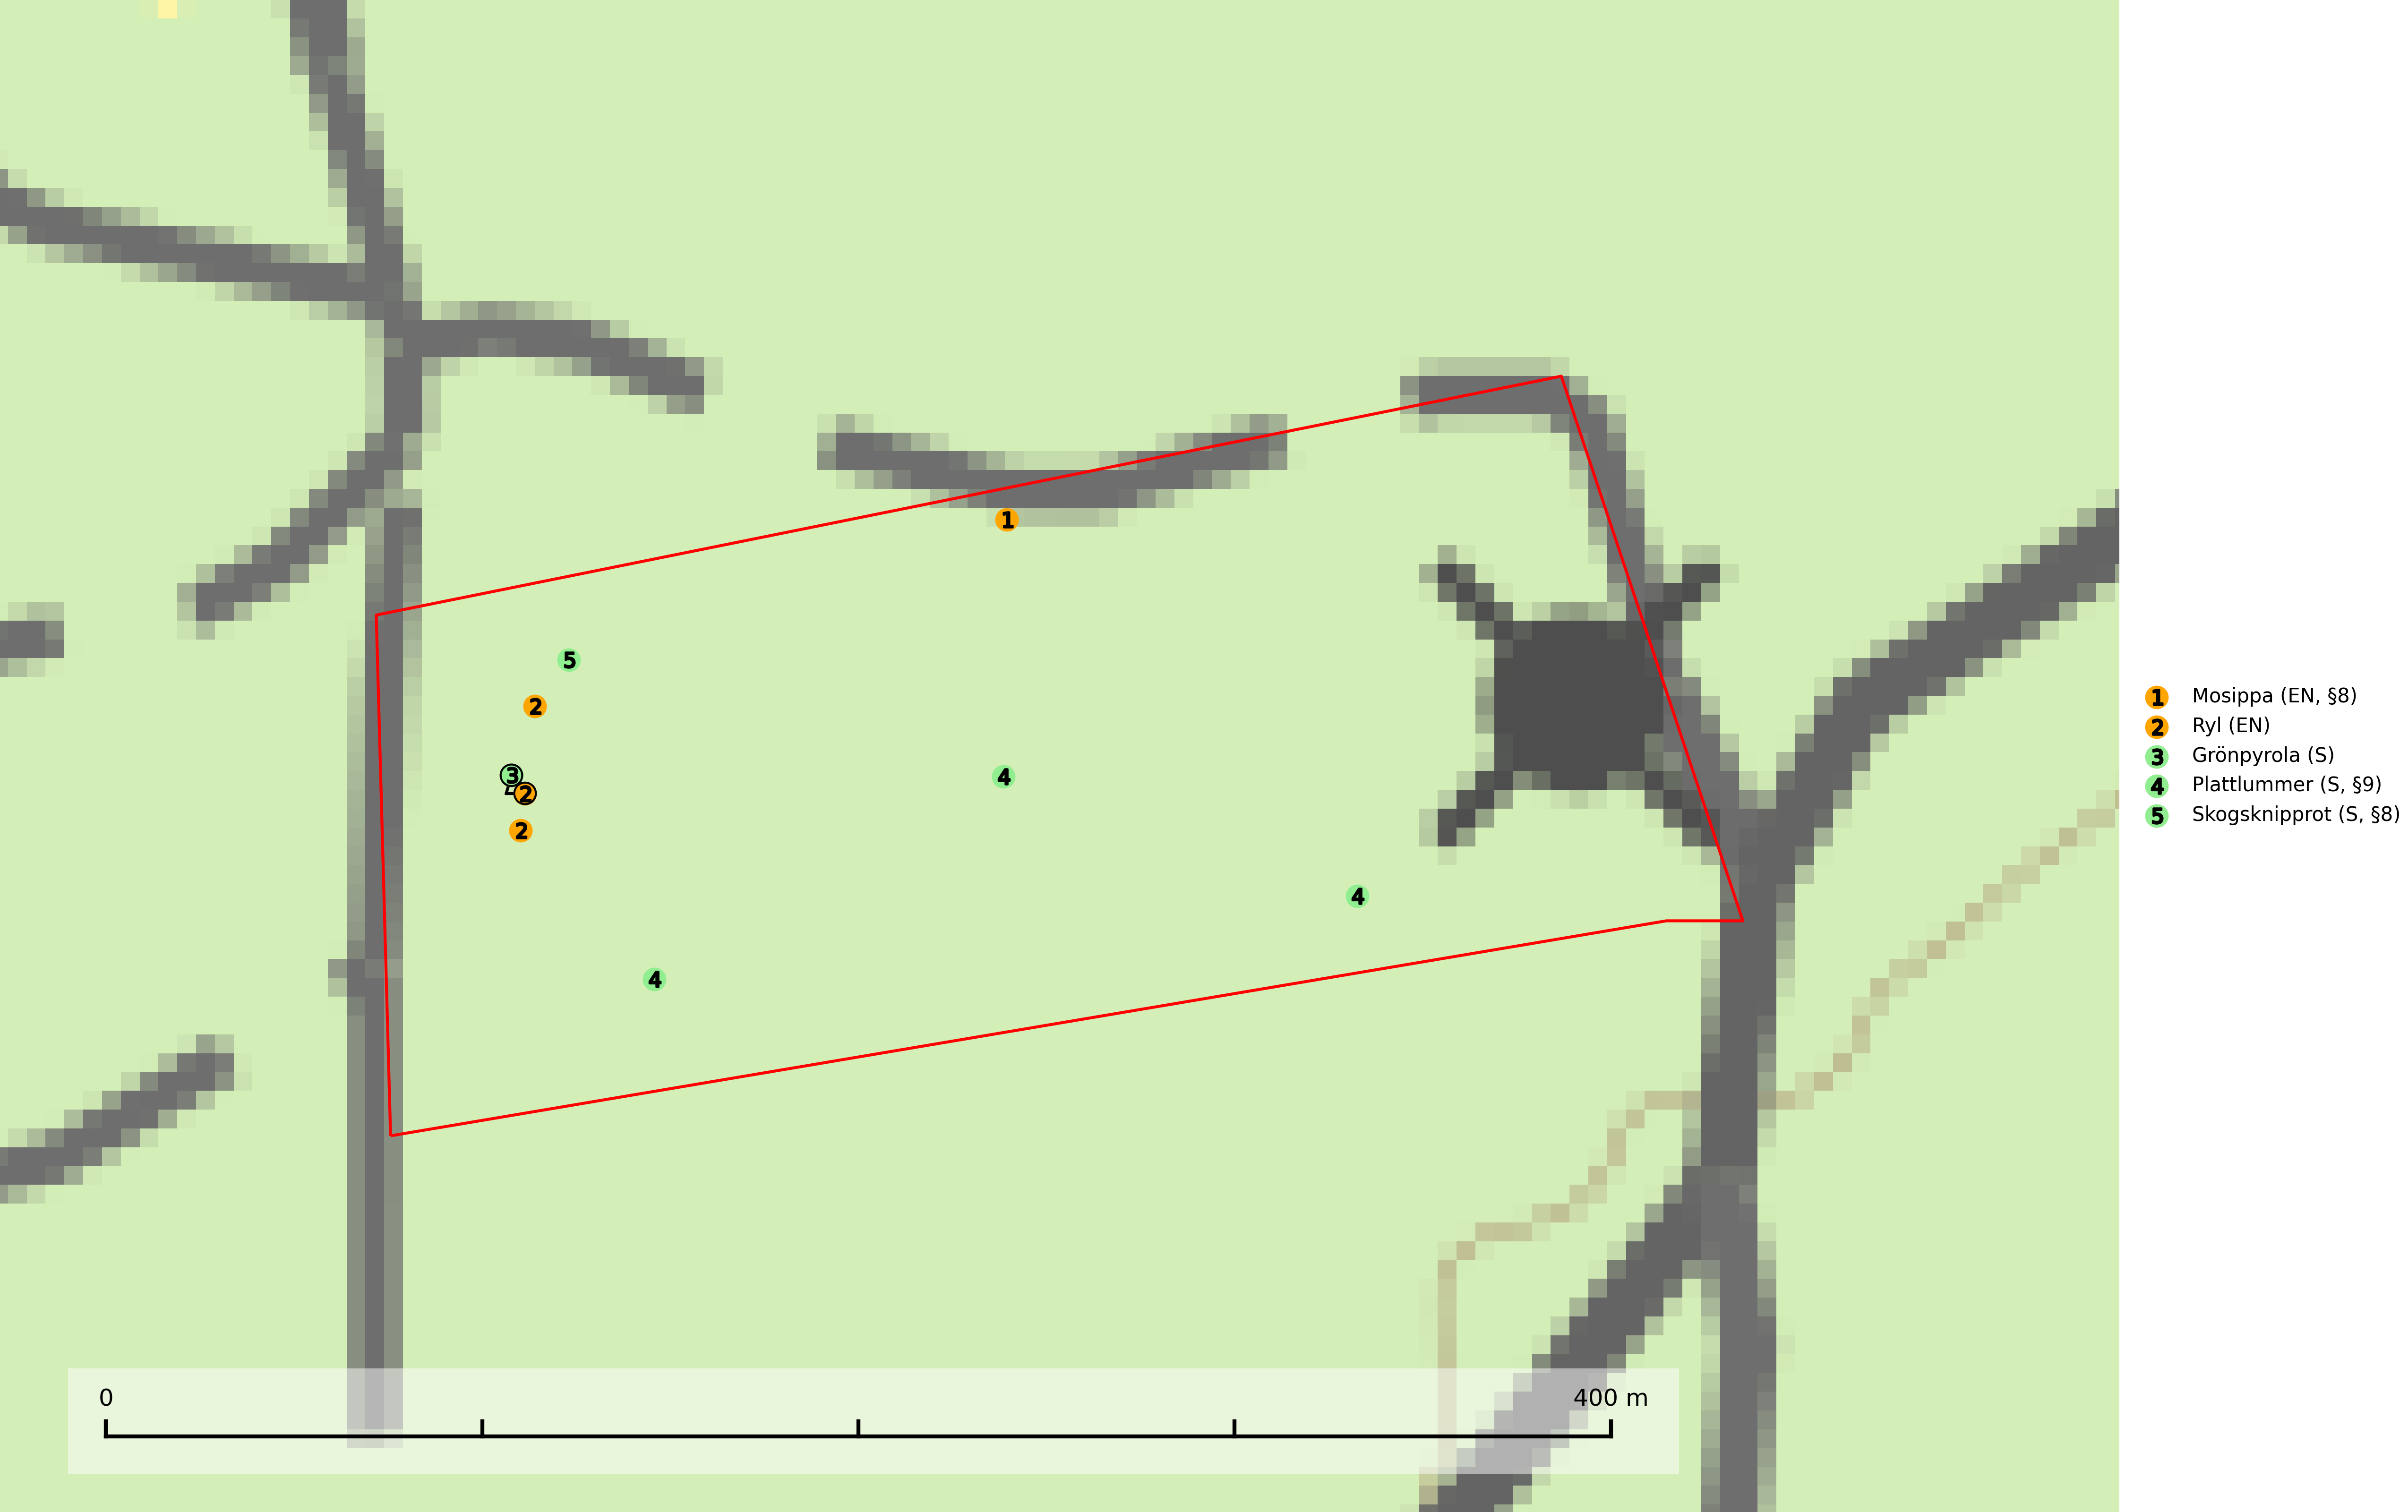 1
5
2
3
2
4
2
4
4
1 Mosippa (EN, §8)
2 Ryl (EN)
3 Grönpyrola (S)
4 Plattlummer (S, §9)
5 Skogsknipprot (S, §8)
0 400 m